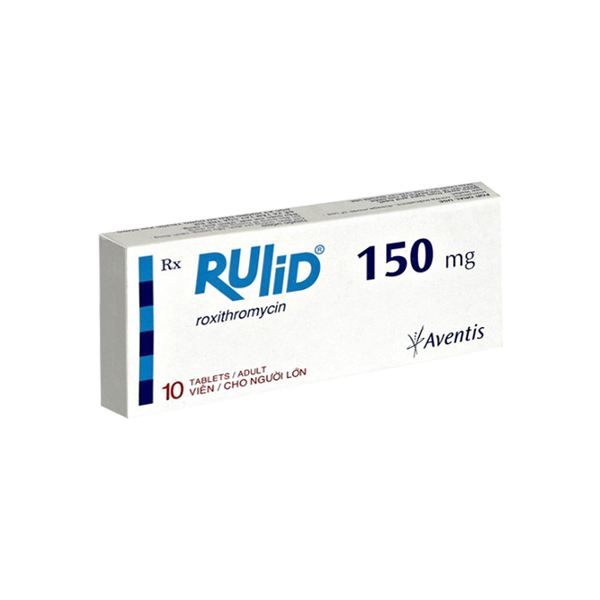 Rx
RULiD®
150 mg
roxithromycin
Aventis
10 TABLETS / ADULT
VIÊN / CHO NGƯỜI LỚN